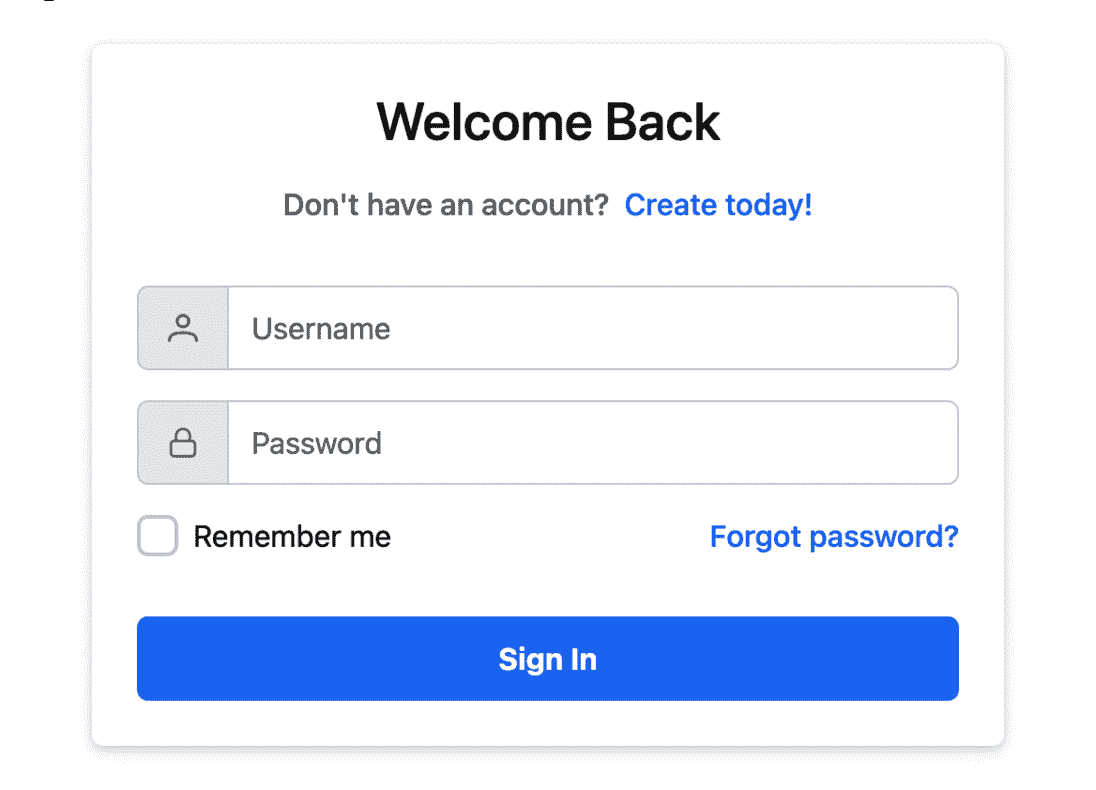 Welcome Back
Don't have an account? Create today!
Username
Password
Remember me Forgot password?
Sign In